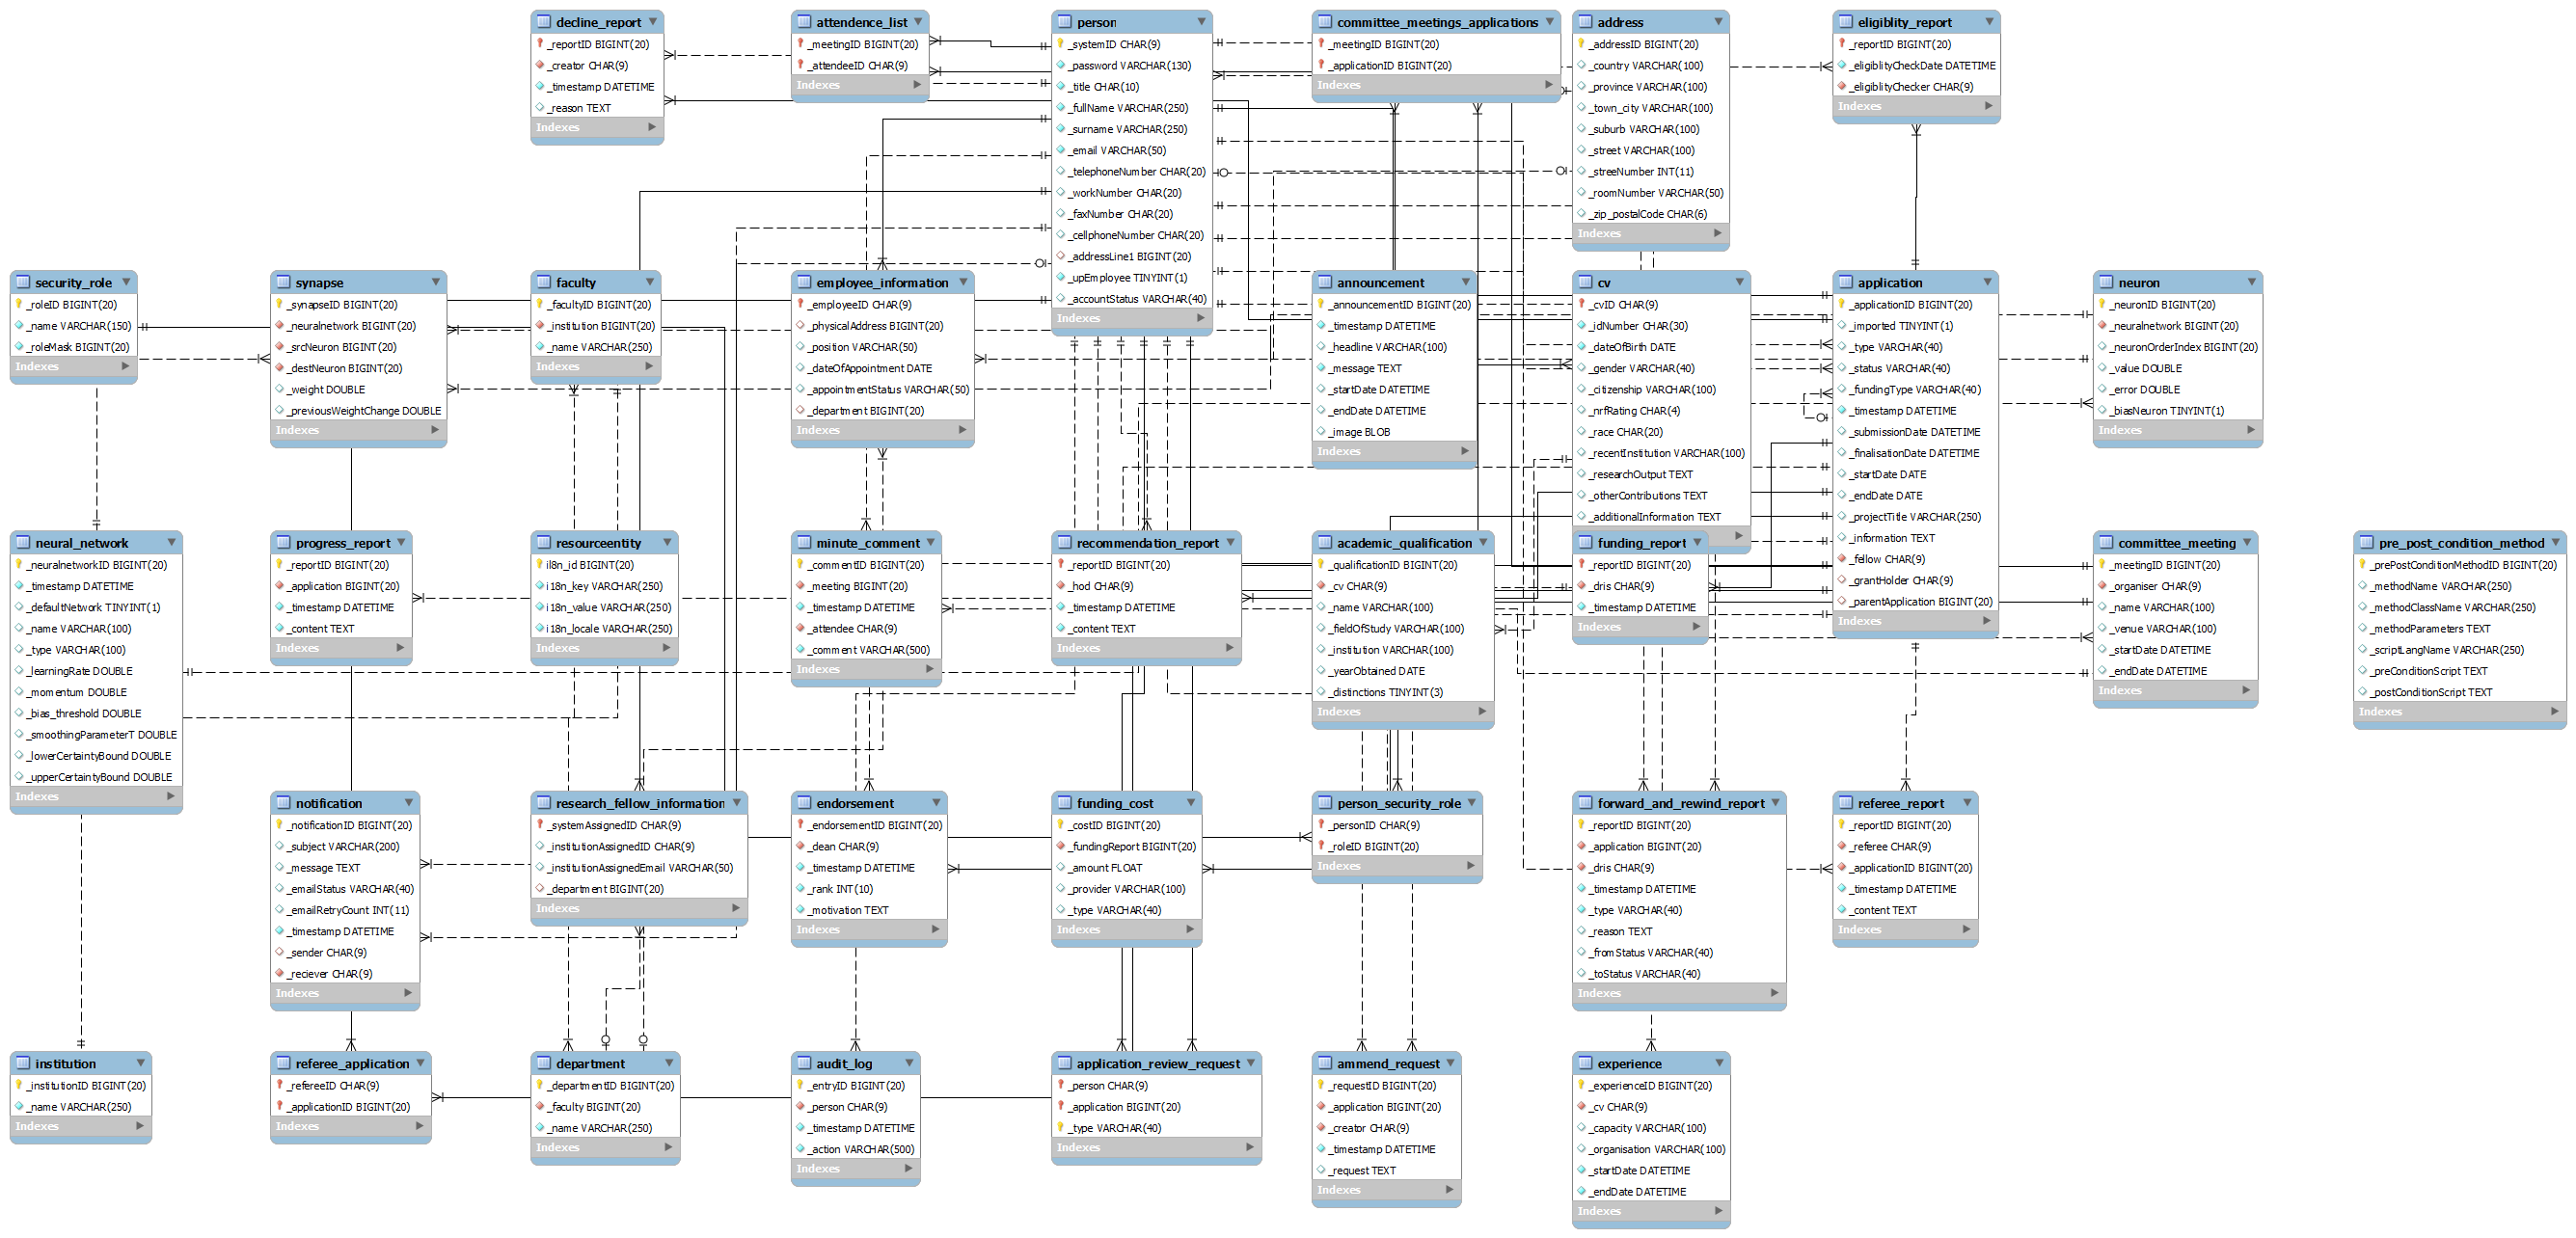 decline_report
_reportID BIGINT(20)
_creator CHAR(9)
_timestamp DATETIME
_reason TEXT
Indexes
attendence_list
_meetingID BIGINT(20)
_attendeeID CHAR(9)
Indexes
person
_systemID CHAR(9)
_password VARCHAR(130)
_title CHAR(10)
_fullName VARCHAR(250)
_surname VARCHAR(250)
_email VARCHAR(50)
_telephoneNumber CHAR(20)
_workNumber CHAR(20)
_faxNumber CHAR(20)
_cellphoneNumber CHAR(20)
_addressLine1 BIGINT(20)
_upEmployee TINYINT(1)
_accountStatus VARCHAR(40)
Indexes
committee_meetings_applications
_meetingID BIGINT(20)
_applicationID BIGINT(20)
Indexes
address
_addressID BIGINT(20)
_country VARCHAR(100)
_province VARCHAR(100)
_town_city VARCHAR(100)
_suburb VARCHAR(100)
_street VARCHAR(100)
_streeNumber INT(11)
_roomNumber VARCHAR(50)
_zip_postalCode CHAR(6)
Indexes
eligiblity_report
_reportID BIGINT(20)
_eligiblityCheckDate DATETIME
_eligiblityChecker CHAR(9)
Indexes
security_role
_roleID BIGINT(20)
_name VARCHAR(150)
_roleMask BIGINT(20)
Indexes
synapse
_synapseID BIGINT(20)
_neuralnetwork BIGINT(20)
_srcNeuron BIGINT(20)
_destNeuron BIGINT(20)
_weight DOUBLE
_previousWeightChange DOUBLE
Indexes
faculty
_facultyID BIGINT(20)
_institution BIGINT(20)
_name VARCHAR(250)
Indexes
employee_information
_employeeID CHAR(9)
_physicalAddress BIGINT(20)
_position VARCHAR(50)
_dateOfAppointment DATE
_appointmentStatus VARCHAR(50)
_department BIGINT(20)
Indexes
announcement
_announcementID BIGINT(20)
_timestamp DATETIME
_headline VARCHAR(100)
_message TEXT
_startDate DATETIME
_endDate DATETIME
_image BLOB
Indexes
cv
_cvID CHAR(9)
_idNumber CHAR(30)
_dateOfBirth DATE
_gender VARCHAR(40)
_citizenship VARCHAR(100)
_nrfRating CHAR(4)
_race CHAR(20)
_recentInstitution VARCHAR(100)
_researchOutput TEXT
_otherContributions TEXT
_additionalInformation TEXT
application
_applicationID BIGINT(20)
_imported TINYINT(1)
_type VARCHAR(40)
_status VARCHAR(40)
_fundingType VARCHAR(40)
_timestamp DATETIME
_submissionDate DATETIME
_finalisationDate DATETIME
_startDate DATE
_endDate DATE
_projectTitle VARCHAR(250)
_information TEXT
_fellow CHAR(9)
_grantHolder CHAR(9)
_parentApplication BIGINT(20)
Indexes
neuron
_neuronID BIGINT(20)
_neuralnetwork BIGINT(20)
_neuronOrderIndex BIGINT(20)
_value DOUBLE
_error DOUBLE
_biasNeuron TINYINT(1)
Indexes
neural_network
_neuralnetworkID BIGINT(20)
_timestamp DATETIME
_defaultNetwork TINYINT(1)
_name VARCHAR(100)
_type VARCHAR(100)
_learningRate DOUBLE
_momentum DOUBLE
_bias_threshold DOUBLE
_smoothingParameterT DOUBLE
_lowerCertaintyBound DOUBLE
_upperCertaintyBound DOUBLE
Indexes
progress_report
_reportID BIGINT(20)
_application BIGINT(20)
_timestamp DATETIME
_content TEXT
Indexes
resourceentity
il8n_id BIGINT(20)
i18n_key VARCHAR(250)
i18n_value VARCHAR(250)
i18n_locale VARCHAR(250)
Indexes
minute_comment
_commentID BIGINT(20)
_meeting BIGINT(20)
_timestamp DATETIME
_attendee CHAR(9)
_comment VARCHAR(500)
Indexes
recommendation_report
_reportID BIGINT(20)
_hod CHAR(9)
_timestamp DATETIME
_content TEXT
Indexes
academic_qualification
_qualificationID BIGINT(20)
_cv CHAR(9)
_name VARCHAR(100)
_fieldOfStudy VARCHAR(100)
_institution VARCHAR(100)
_yearObtained DATE
_distinctions TINYINT(3)
Indexes
funding_report
_reportID BIGINT(20)
_dris CHAR(9)
_timestamp DATETIME
Indexes
committee_meeting
_meetingID BIGINT(20)
_organiser CHAR(9)
_name VARCHAR(100)
_venue VARCHAR(100)
_startDate DATETIME
_endDate DATETIME
Indexes
pre_post_condition_method
_prePostConditionMethodID BIGINT(20)
_methodName VARCHAR(250)
_methodClassName VARCHAR(250)
_methodParameters TEXT
_scriptLangName VARCHAR(250)
_preConditionScript TEXT
_postConditionScript TEXT
Indexes
notification
_notificationID BIGINT(20)
_subject VARCHAR(200)
_message TEXT
_emailStatus VARCHAR(40)
_emailRetryCount INT(11)
_timestamp DATETIME
_sender CHAR(9)
_reciever CHAR(9)
Indexes
research_fellow_information
_systemAssignedID CHAR(9)
_institutionAssignedID CHAR(9)
_institutionAssignedEmail VARCHAR(50)
_department BIGINT(20)
Indexes
endorsement
_endorsementID BIGINT(20)
_dean CHAR(9)
_timestamp DATETIME
_rank INT(10)
_motivation TEXT
Indexes
funding_cost
_costID BIGINT(20)
_fundingReport BIGINT(20)
_amount FLOAT
_provider VARCHAR(100)
_type VARCHAR(40)
Indexes
person_security_role
_personID CHAR(9)
_roleID BIGINT(20)
Indexes
forward_and_rewind_report
_reportID BIGINT(20)
_application BIGINT(20)
_dris CHAR(9)
_timestamp DATETIME
_type VARCHAR(40)
_reason TEXT
_fromStatus VARCHAR(40)
_toStatus VARCHAR(40)
Indexes
referee_report
_reportID BIGINT(20)
_referee CHAR(9)
_applicationID BIGINT(20)
_timestamp DATETIME
_content TEXT
Indexes
institution
_institutionID BIGINT(20)
_name VARCHAR(250)
Indexes
referee_application
_refereeID CHAR(9)
_applicationID BIGINT(20)
Indexes
department
_departmentID BIGINT(20)
_faculty BIGINT(20)
_name VARCHAR(250)
Indexes
audit_log
_entryID BIGINT(20)
_person CHAR(9)
_timestamp DATETIME
_action VARCHAR(500)
Indexes
application_review_request
_person CHAR(9)
_application BIGINT(20)
_type VARCHAR(40)
Indexes
ammend_request
_requestID BIGINT(20)
_application BIGINT(20)
_creator CHAR(9)
_timestamp DATETIME
_request TEXT
Indexes
experience
_experienceID BIGINT(20)
_cv CHAR(9)
_capacity VARCHAR(100)
_organisation VARCHAR(100)
_startDate DATETIME
_endDate DATETIME
Indexes